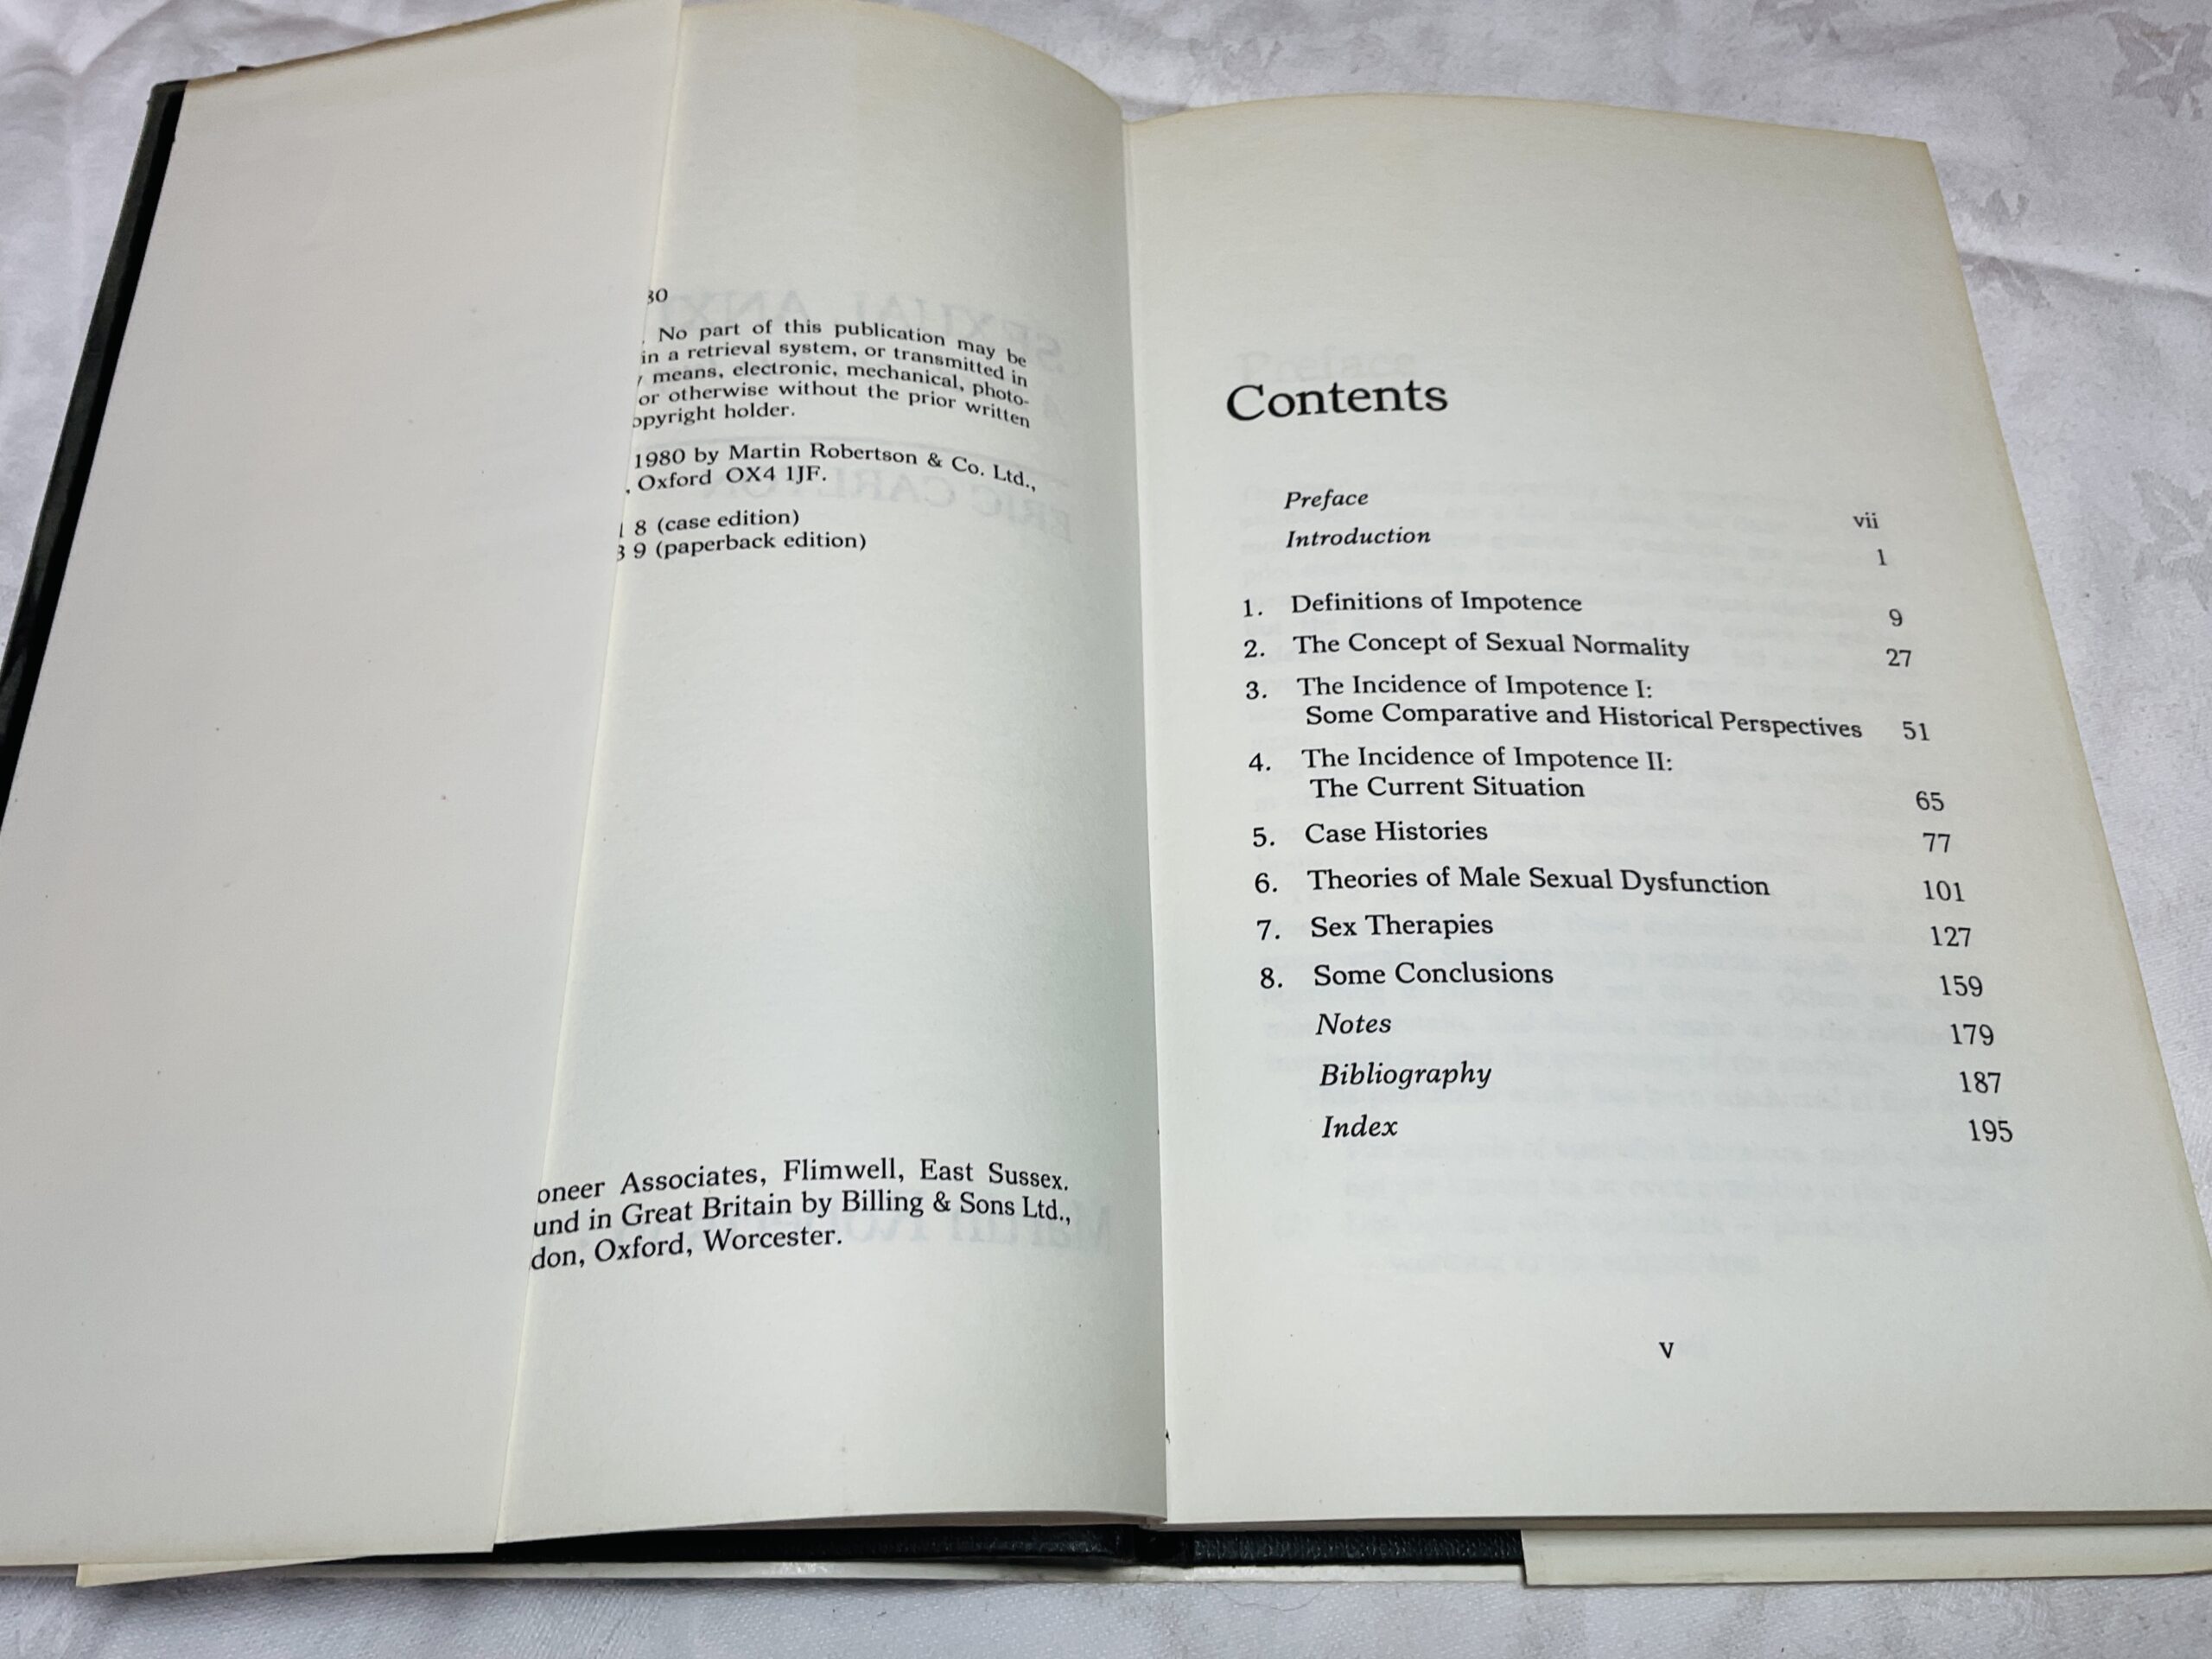 30
. No part of this publication may be
in a retrieval system, or transmitted in
means, electronic, mechanical, photo-
or otherwise without the prior written
opyright holder.
1980 by Martin Robertson & Co. Ltd.,
, Oxford OX4 1JF.
8 (case edition)
3 9 (paperback edition)
oneer Associates, Flimwell, East Sussex.
und in Great Britain by Billing & Sons Ltd.,
don, Oxford, Worcester.
Contents
Preface vii
Introduction 1
1. Definitions of Impotence 9
2. The Concept of Sexual Normality 27
3. The Incidence of Impotence I:
Some Comparative and Historical Perspectives 51
4. The Incidence of Impotence II:
The Current Situation 65
5. Case Histories 77
6. Theories of Male Sexual Dysfunction 101
7. Sex Therapies 127
8. Some Conclusions 159
Notes 179
Bibliography 187
Index 195
v